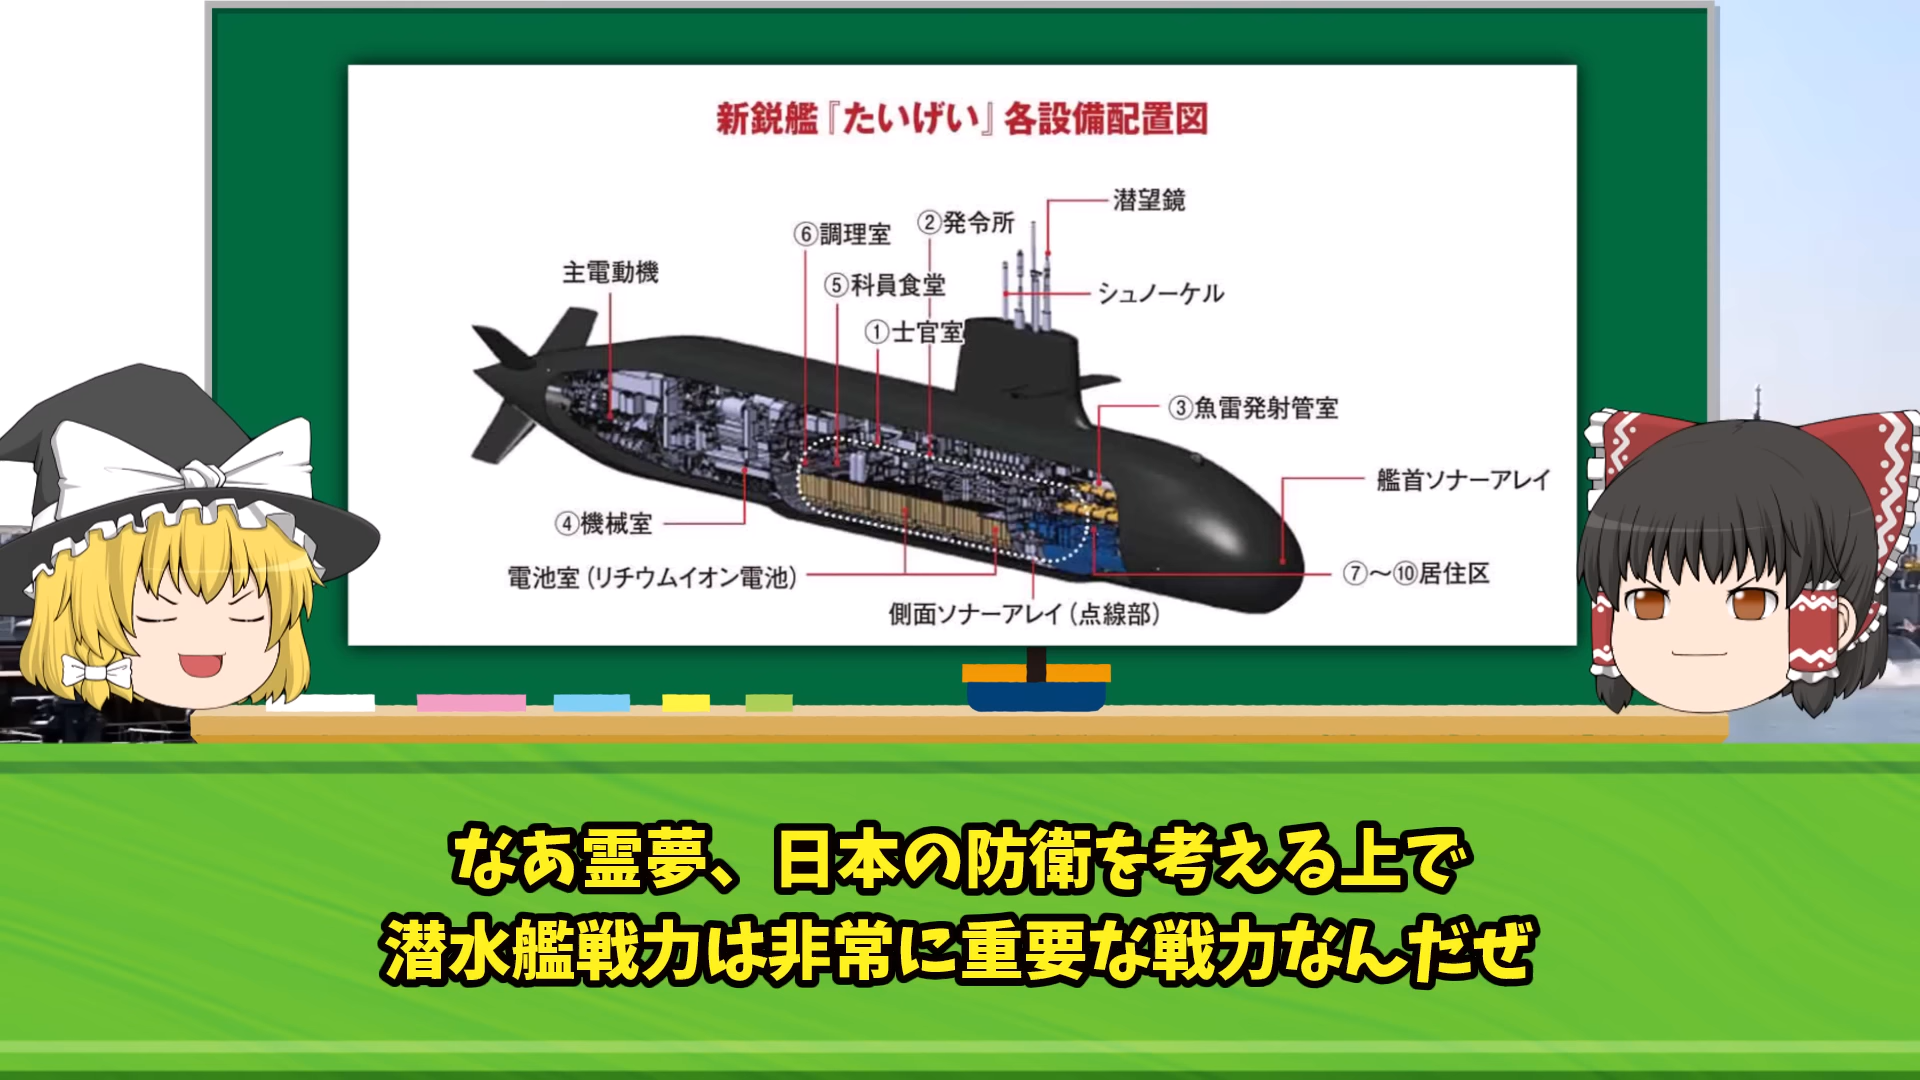 新鋭艦『たいげい』各設備配置図
潜望鏡
②発令所
⑥調理室
主電動機
⑤科員食堂
シュノーケル
①士官室
③魚雷発射管室
艦首ソナーアレイ
④機械室
電池室(リチウムイオン電池)
⑦～⑩居住区
側面ソナーアレイ(点線部)
なあ霊夢、日本の防衛を考える上で
潜水艦戦力は非常に重要な戦力なんだぜ